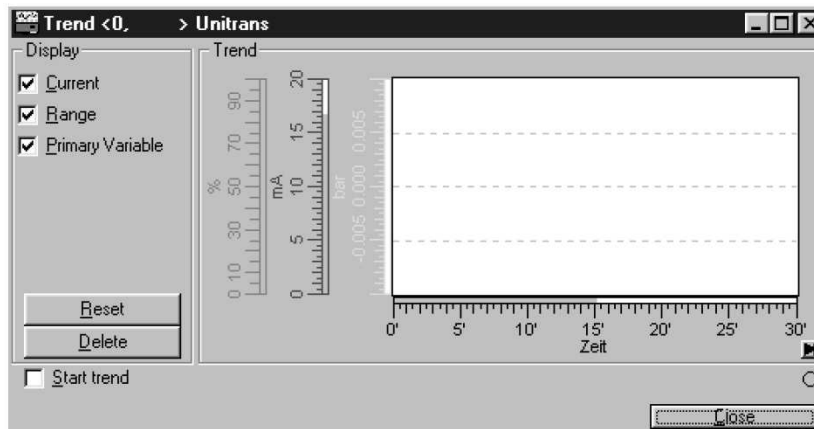 Trend <0, > Unitrans
Display
Current
Range
Primary Variable
Reset
Delete
Start trend
Trend
90
70
%
50
30
10
0
20
15
mA
10
5
0
0.005
0.000
bar
-0.005
0' 5' 10' 15' 20' 25' 30'
Zeit
Close